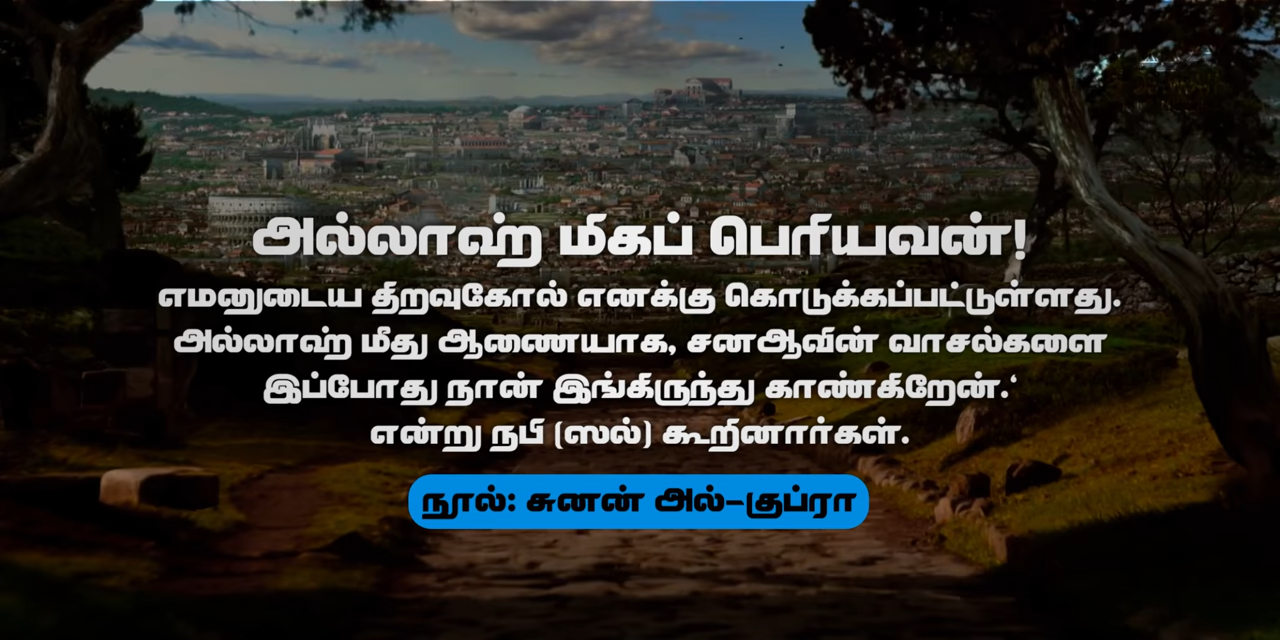 அல்லாஹ் மிகப் பெரியவன்!
எமனுடைய திறவுகோல் எனக்கு கொடுக்கப்பட்டுள்ளது.
அல்லாஹ் மீது ஆணையாக, சனஆவின் வாசல்களை
இப்போது நான் இங்கிருந்து காண்கிறேன்.‘
என்று நபி (ஸல்) கூறினார்கள்.
நூல்: சுனன் அல்-குப்ரா